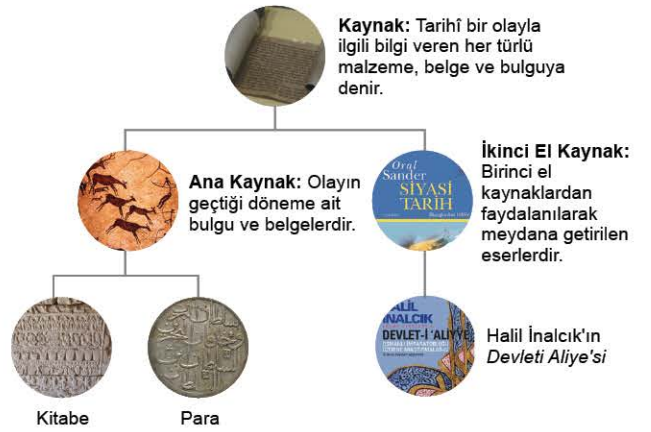 Kaynak: Tarihî bir olayla
ilgili bilgi veren her türlü
malzeme, belge ve bulguya
denir.
Ana Kaynak: Olayın
geçtiği döneme ait
bulgu ve belgelerdir.
Oral
Sander
SİYASİ
TARİH
İkinci El Kaynak:
Birinci el
kaynaklardan
faydalanılarak
meydana getirilen
eserlerdir.
Kitabe
Para
HALİL
İNALCIK
DEVLET-İ 'ALİYYE
Halil İnalcık'ın
Devleti Aliye'si